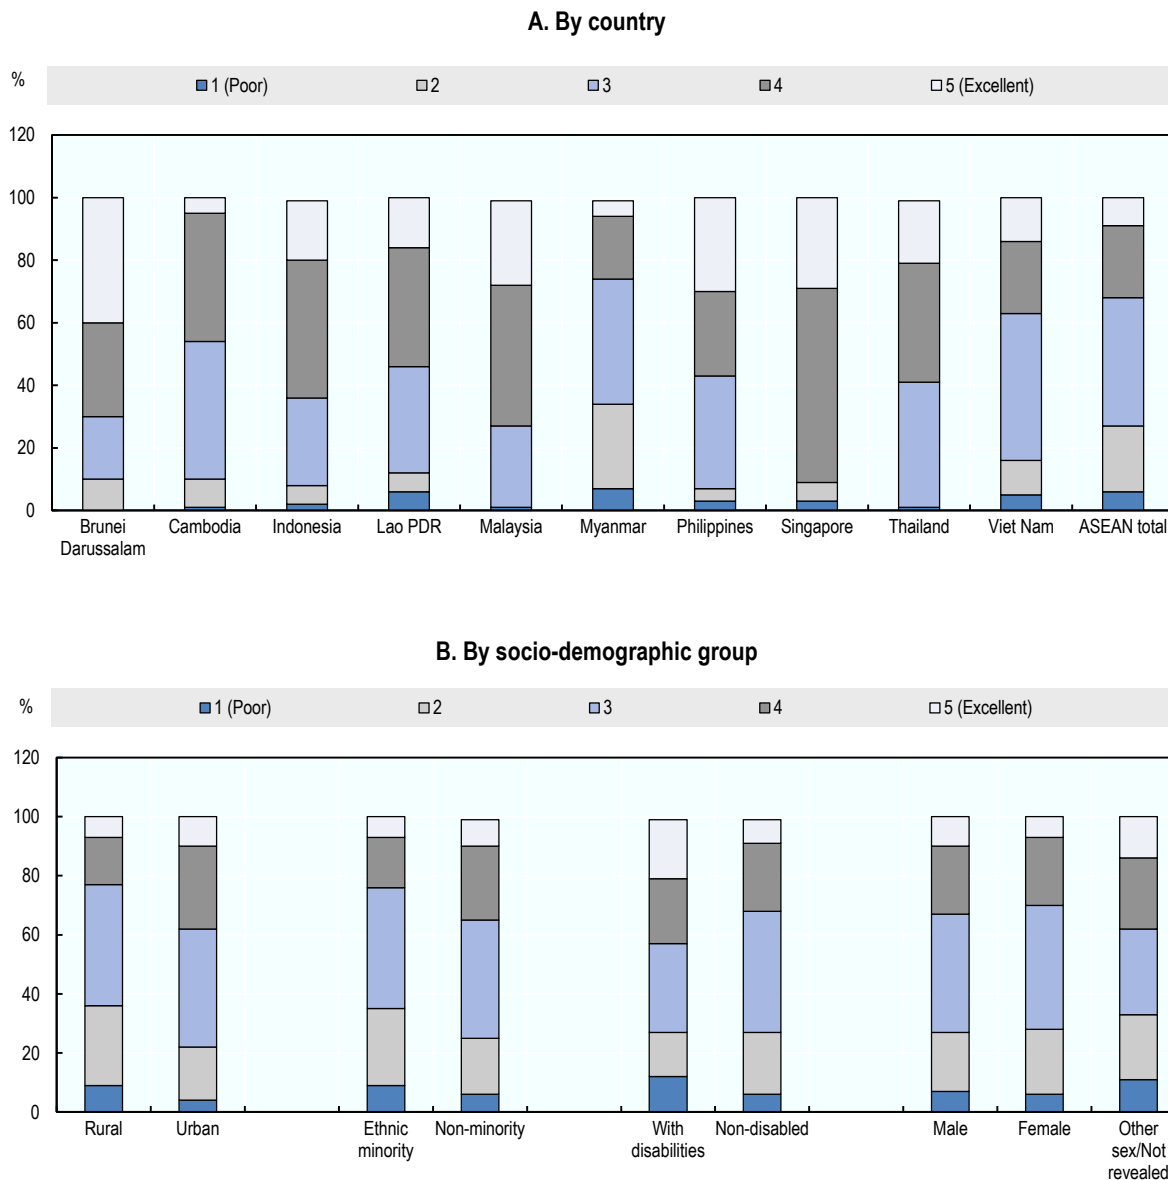 A. By country
%
1 (Poor) 2 3 4 5 (Excellent)
120
100
80
60
40
20
0
Brunei Darussalam
Cambodia
Indonesia
Lao PDR
Malaysia
Myanmar
Philippines
Singapore
Thailand
Viet Nam
ASEAN total
B. By socio-demographic group
%
1 (Poor) 2 3 4 5 (Excellent)
120
100
80
60
40
20
0
Rural
Urban
Ethnic
minority
Non-minority
With
disabilities
Non-disabled
Male
Female
Other
sex/Not
revealed